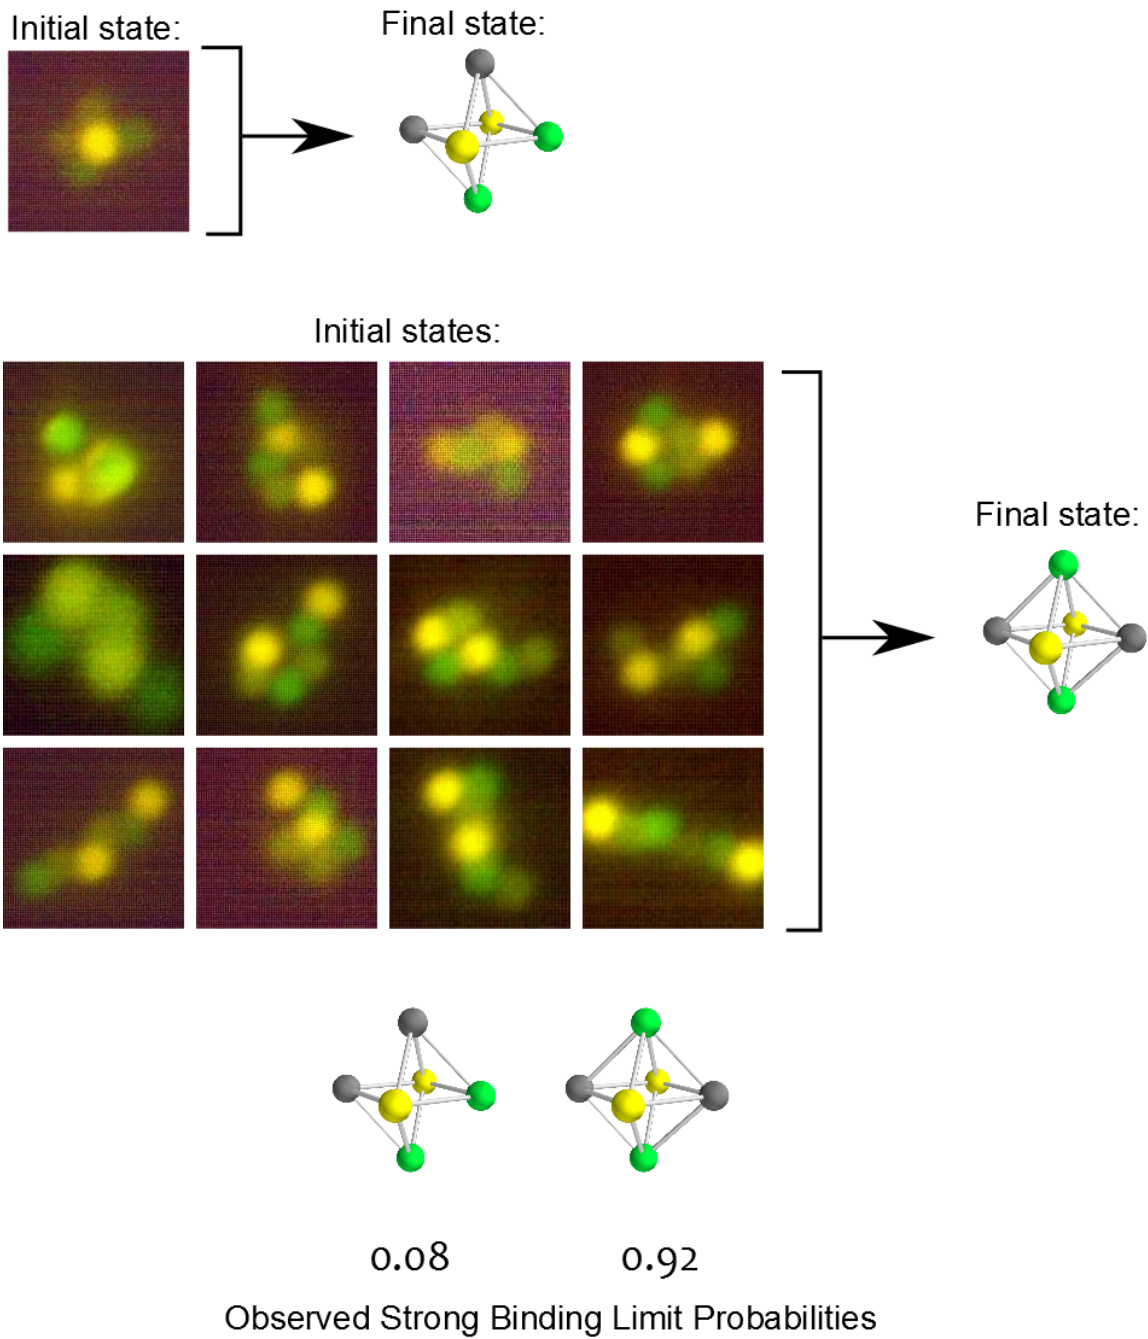 Initial state:
Final state:
Initial states:
Final state:
0.08
0.92
Observed Strong Binding Limit Probabilities